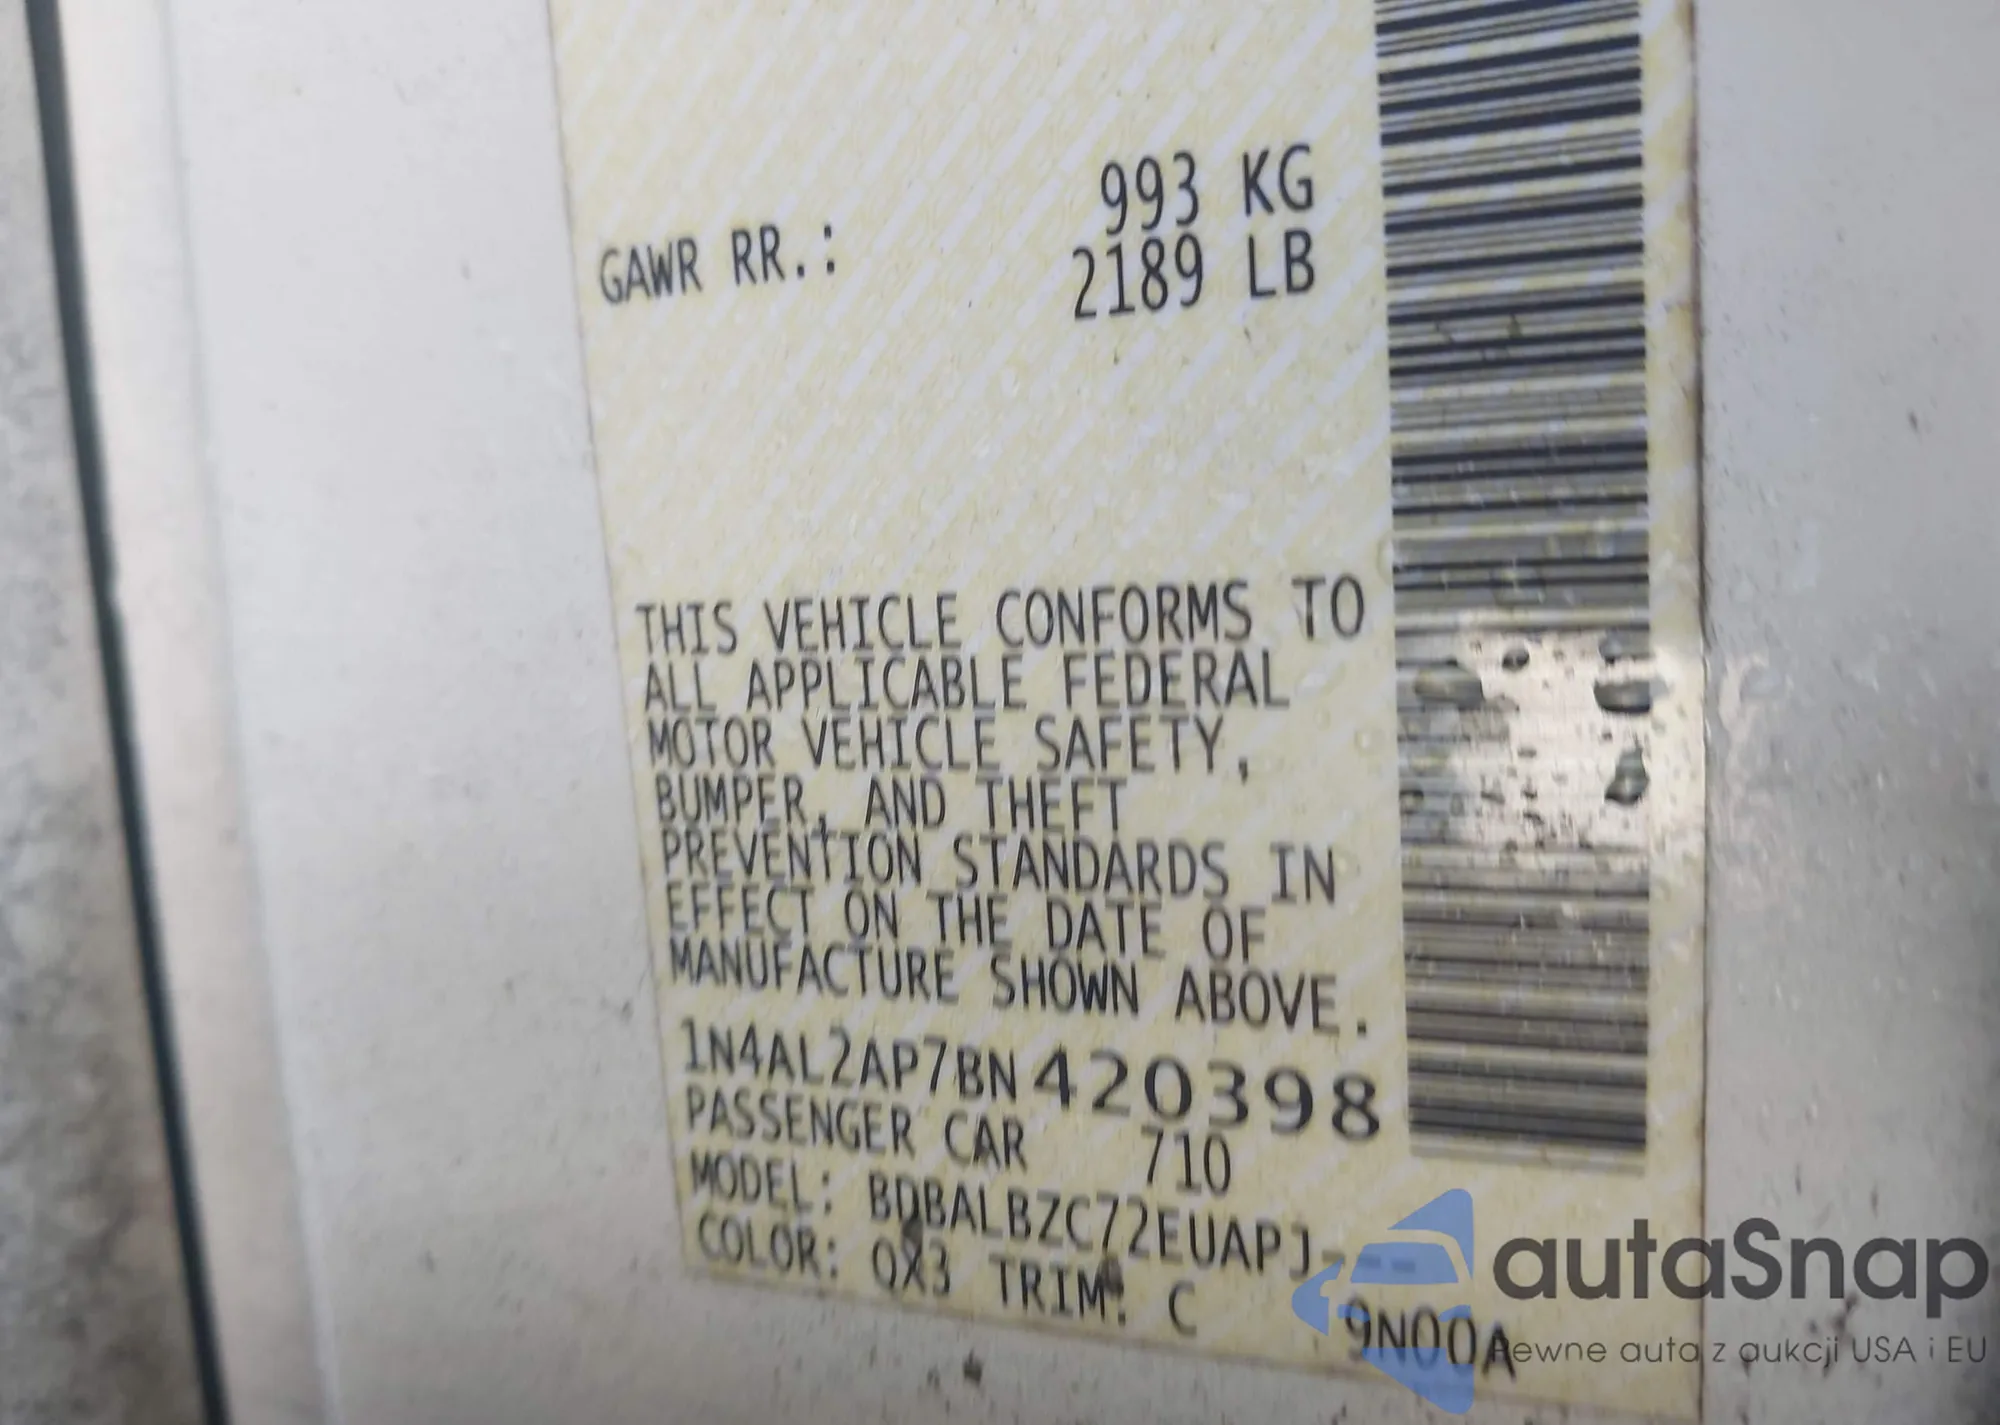 993 KG
GAWR RR.: 2189 LB
THIS VEHICLE CONFORMS TO
ALL APPLICABLE FEDERAL
MOTOR VEHICLE SAFETY,
BUMPER, AND THEFT
PREVENTION STANDARDS IN
EFFECT ON THE DATE OF
MANUFACTURE SHOWN ABOVE.
1N4AL2AP7BN420398
PASSENGER CAR 710
MODEL: BDBALBZC72EUAPJ---
COLOR: QX3 TRIM: C 9N00A
autaSnap
Pewne auta z aukcji USA i EU